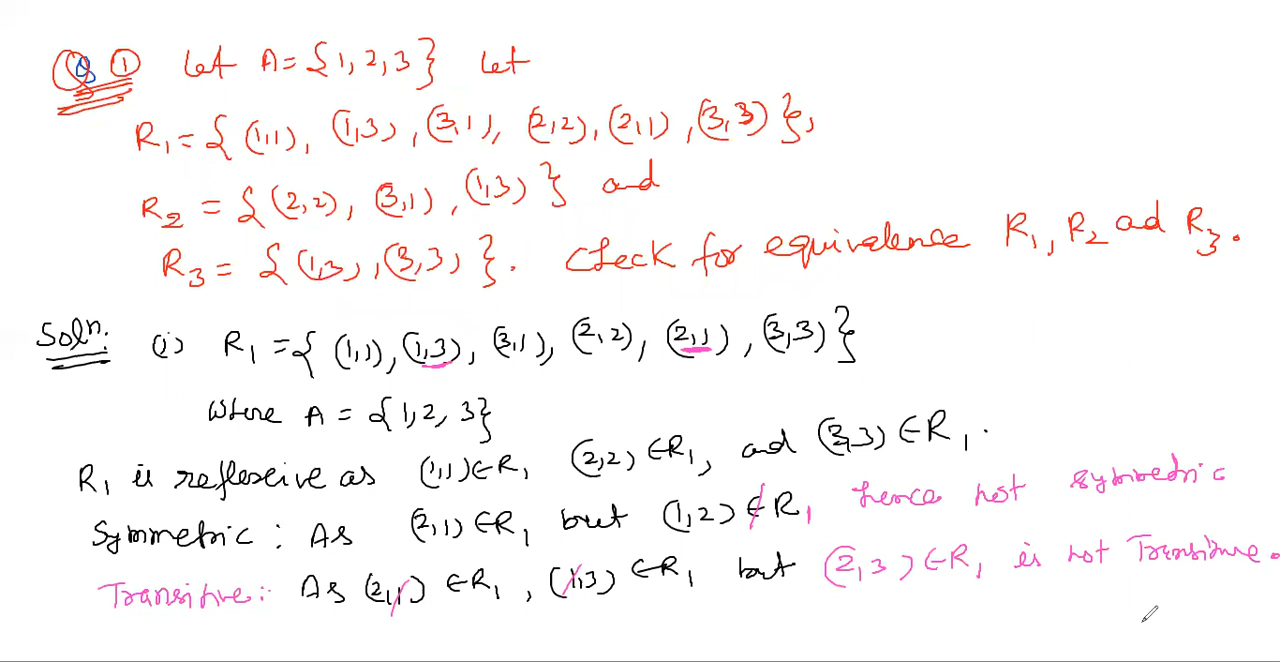 Q ① Let A = {1, 2, 3} Let
R₁ = { (1,1), (1,3), (3,1), (2,2), (2,1), (3,3) },
R₂ = { (2,2), (3,1), (1,3) } and
R₃ = { (1,3), (3,3) }. Check for equivalence R₁, R₂ ad R₃.
Soln. (i) R₁ = { (1,1), (1,3), (3,1), (2,2), (2,1), (3,3) }
Where A = {1, 2, 3}
R₁ is reflexive as (1,1) ∈ R₁ (2,2) ∈ R₁, and (3,3) ∈ R₁.
Symmetric : As (2,1) ∈ R₁ but (1,2) ∉ R₁ hence not symmetric
Transitive: As (2,1) ∈ R₁, (1,3) ∈ R₁ but (2,3) ∈ R₁ is not Transitive.